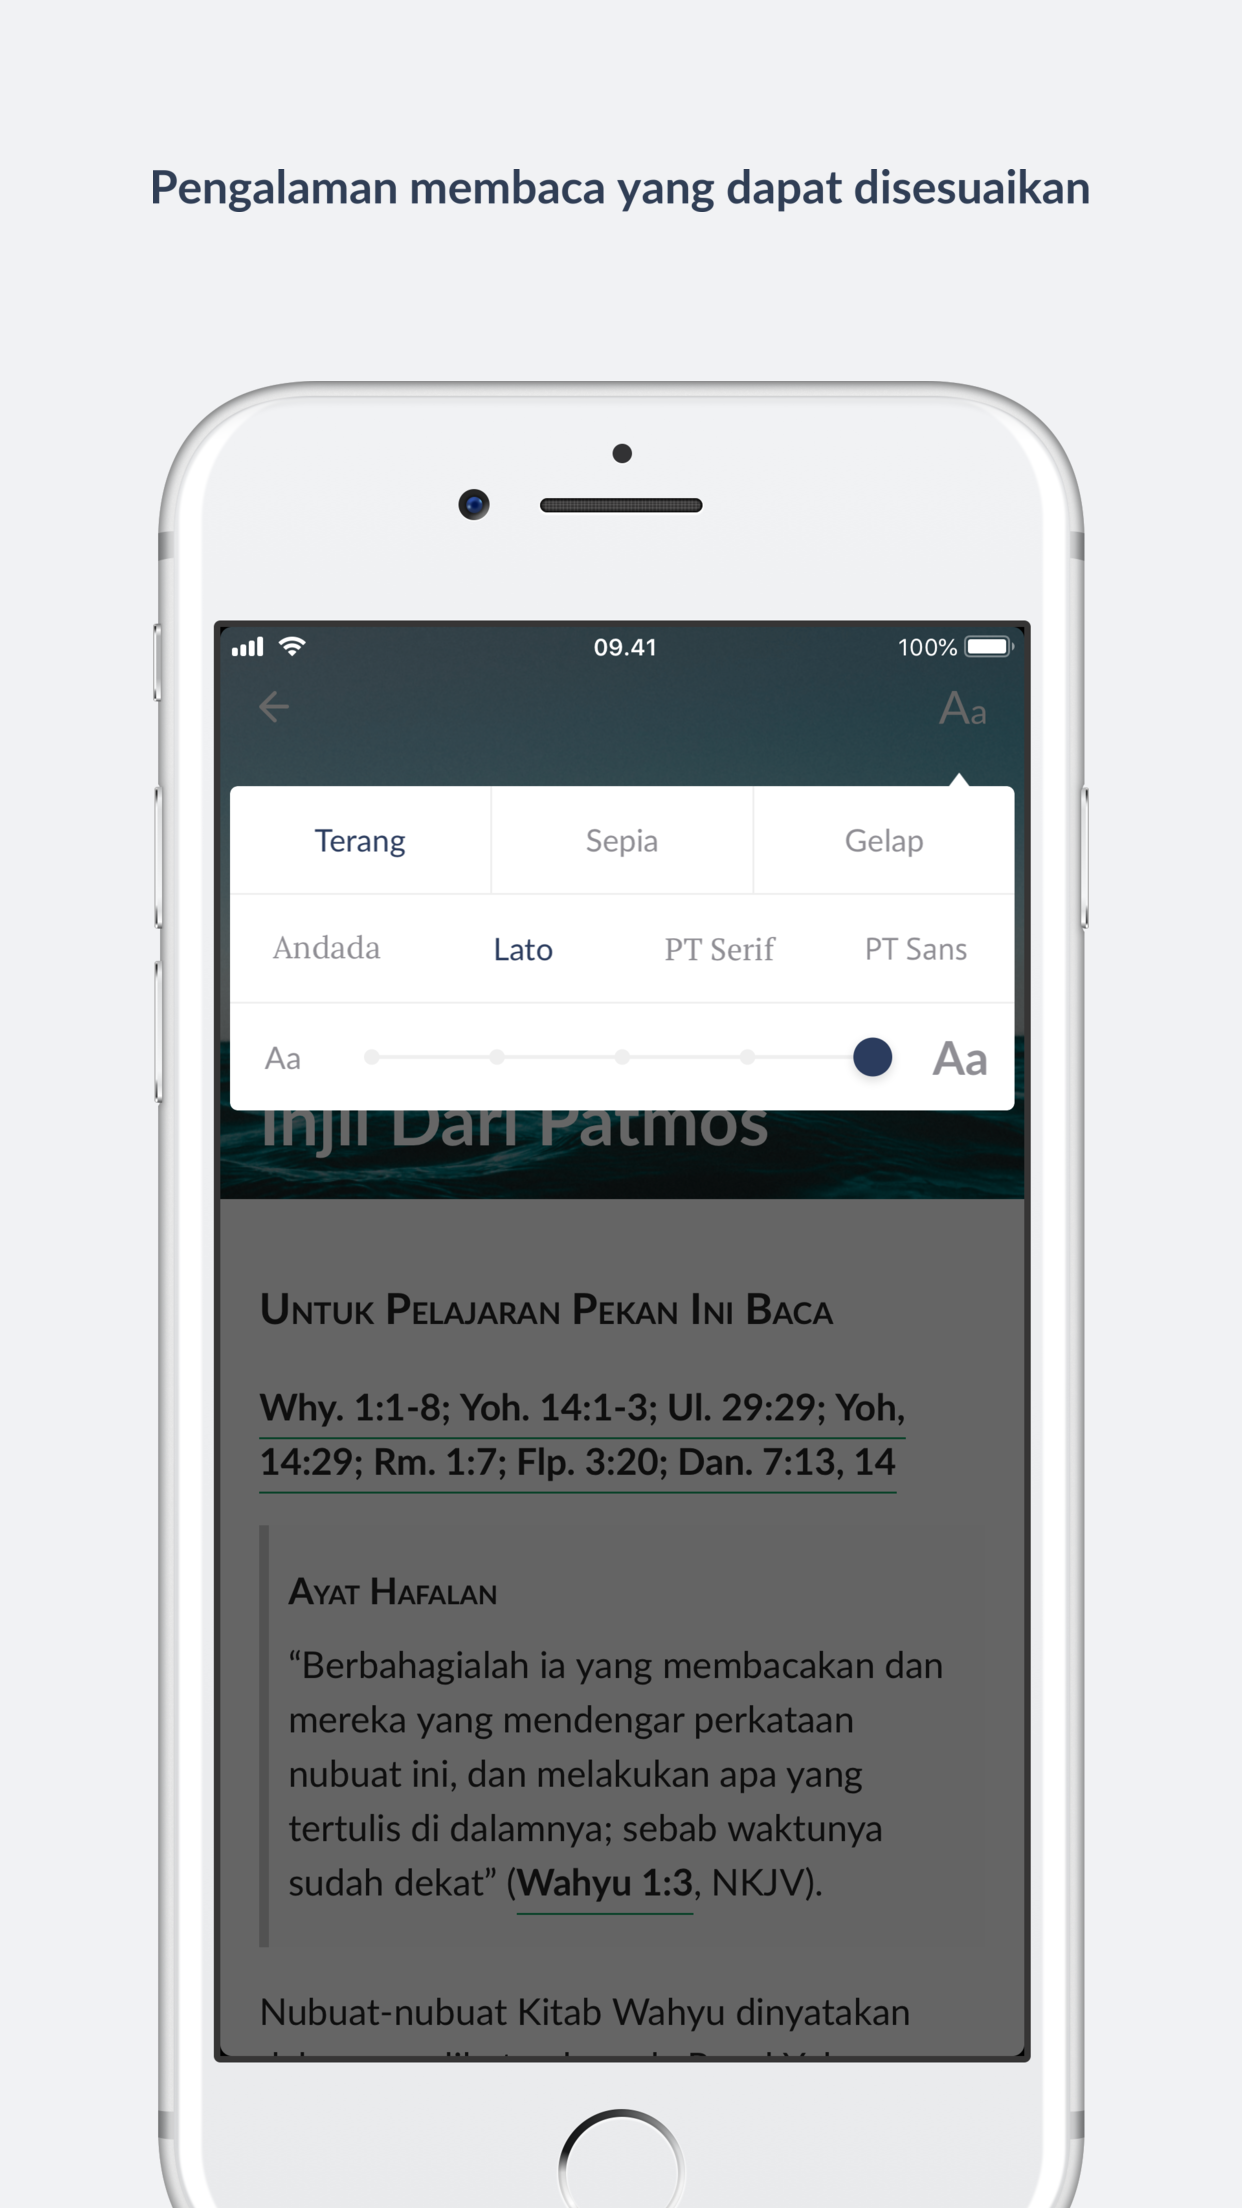 Pengalaman membaca yang dapat disesuaikan
09.41
100%
Aa
Terang Sepia Gelap
Andada Lato PT Serif PT Sans
Aa Aa
Injil Dari Patmos
Untuk Pelajaran Pekan Ini Baca
Why. 1:1-8; Yoh. 14:1-3; Ul. 29:29; Yoh,
14:29; Rm. 1:7; Flp. 3:20; Dan. 7:13, 14
Ayat Hafalan
“Berbahagialah ia yang membacakan dan
mereka yang mendengar perkataan
nubuat ini, dan melakukan apa yang
tertulis di dalamnya; sebab waktunya
sudah dekat” (Wahyu 1:3, NKJV).
Nubuat-nubuat Kitab Wahyu dinyatakan